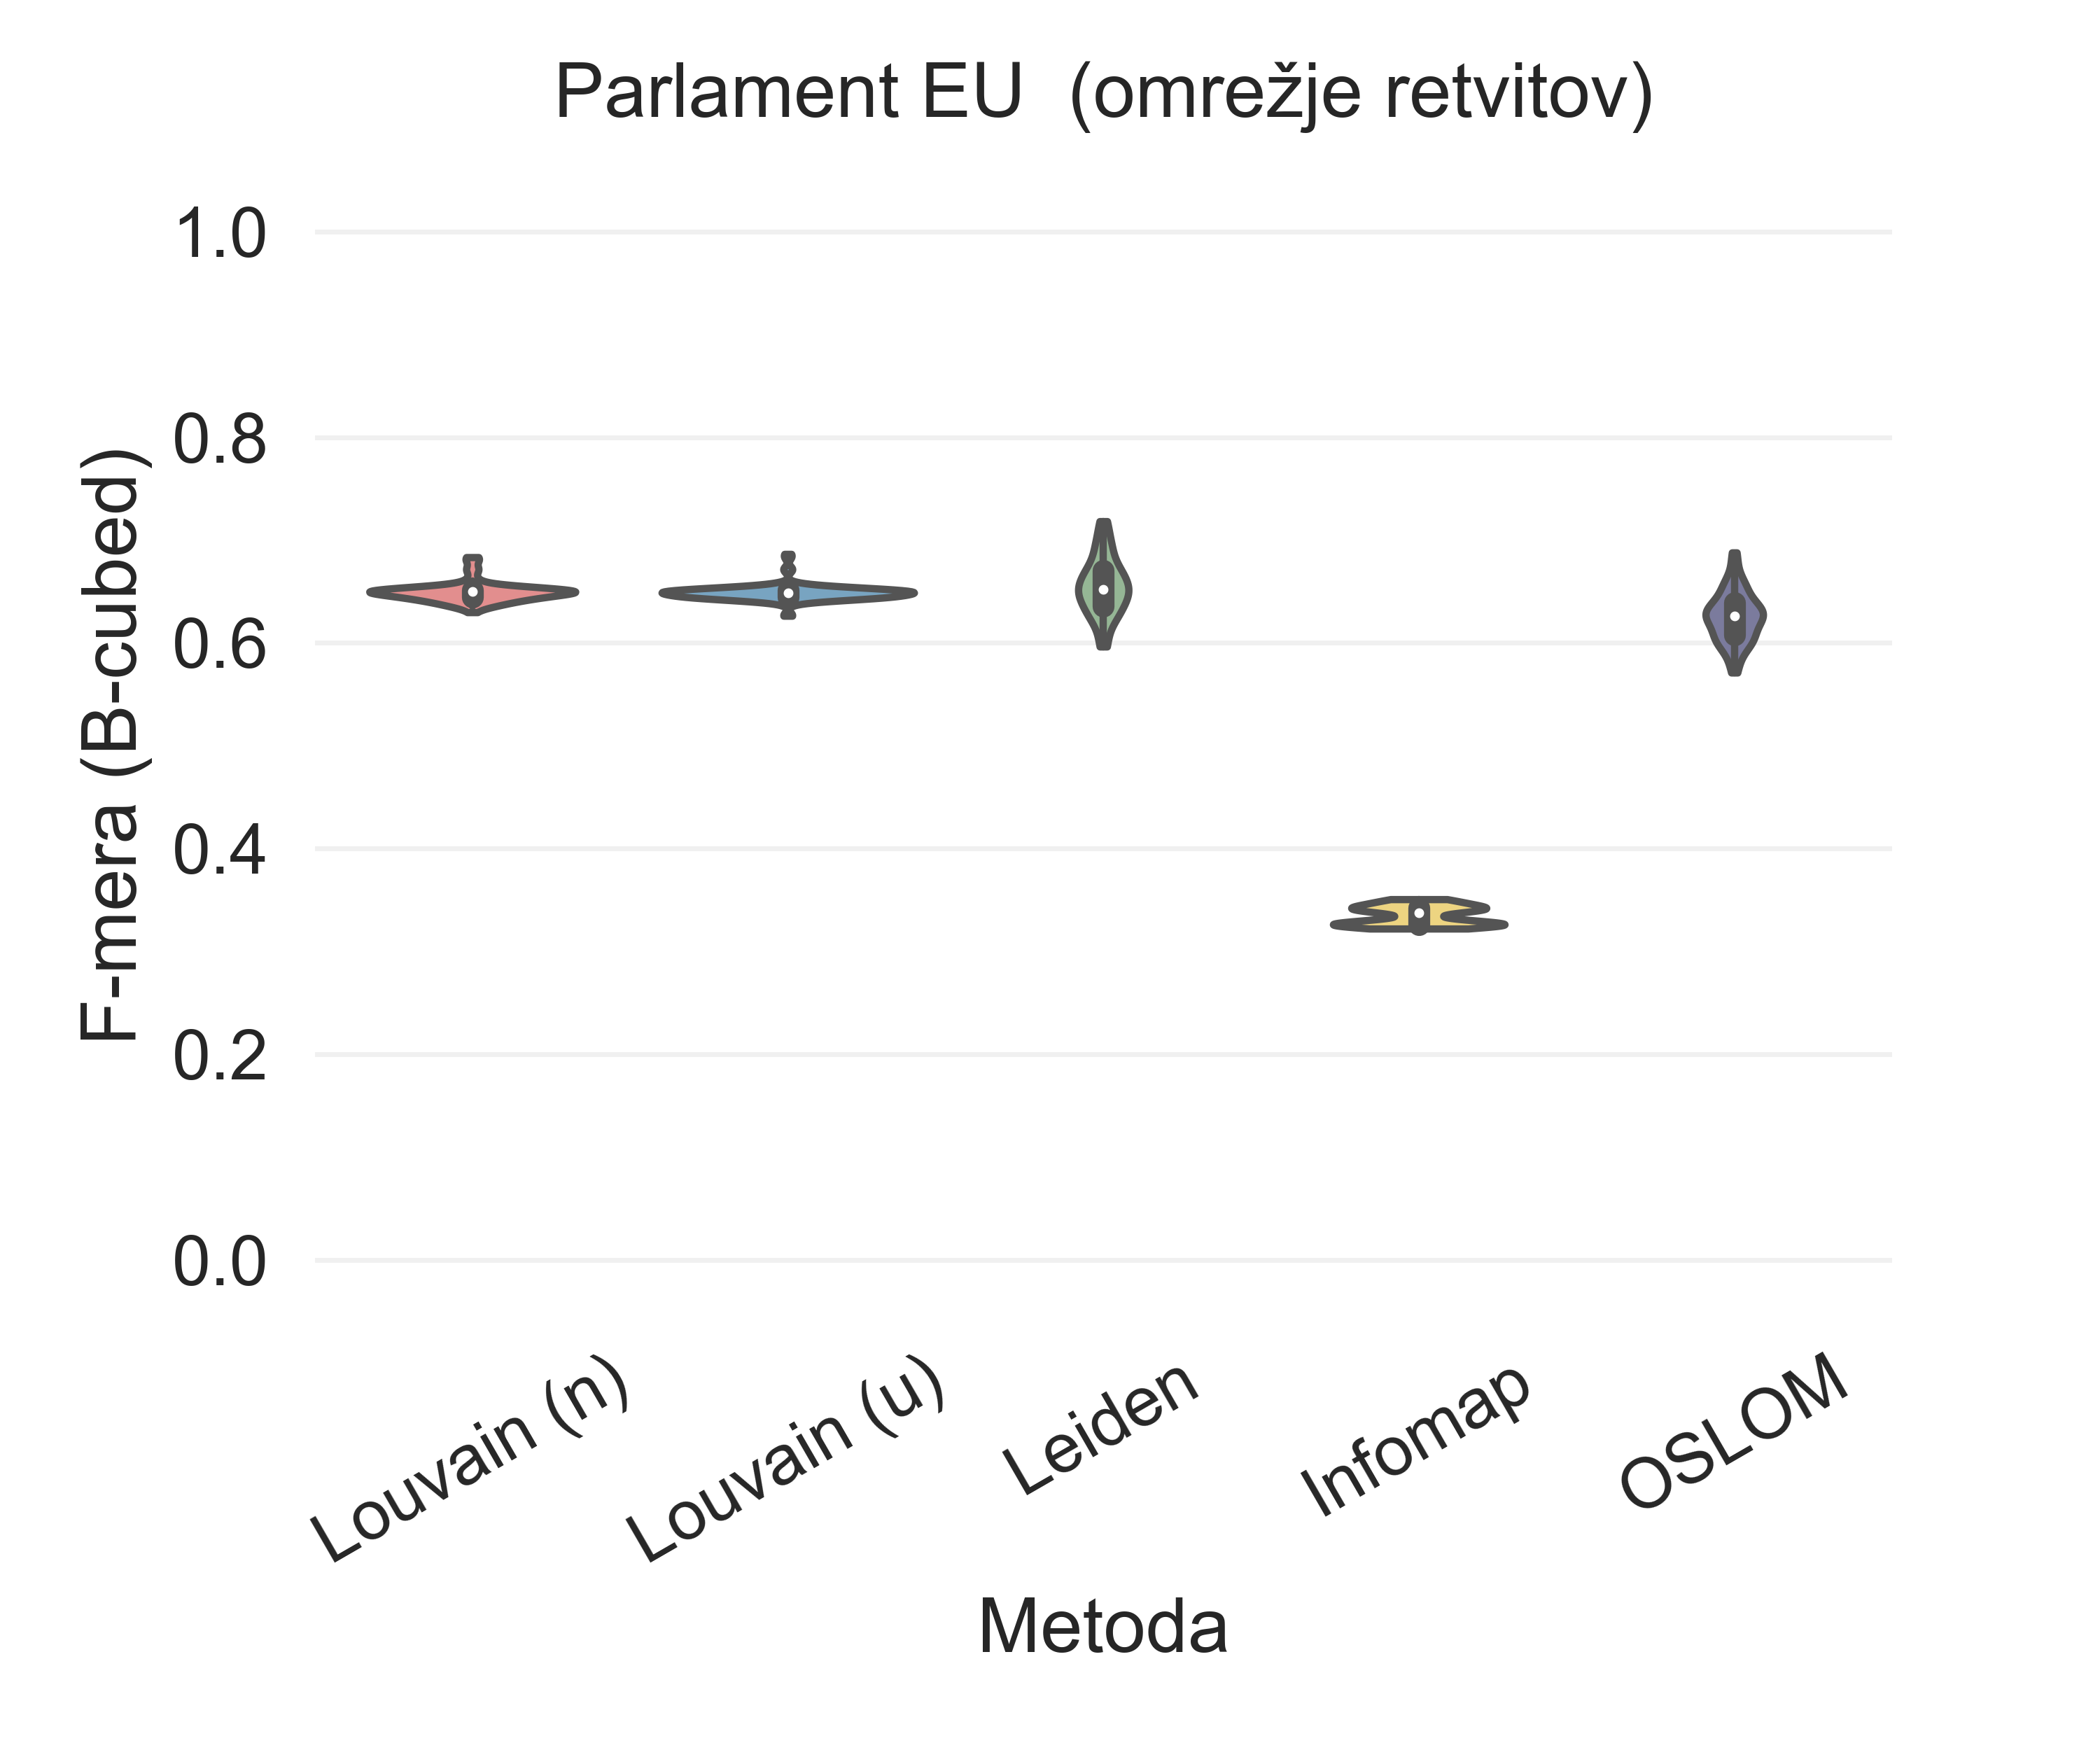 Parlament EU  (omrežje retvitov)
F-mera (B-cubed)
1.0
0.8
0.6
0.4
0.2
0.0
Louvain (n)
Louvain (u)
Leiden
Infomap
OSLOM
Metoda